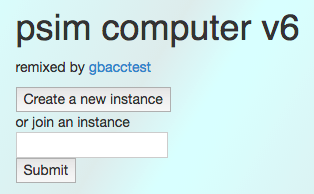 psim computer v6
remixed by gbacctest
Create a new instance
or join an instance
Submit